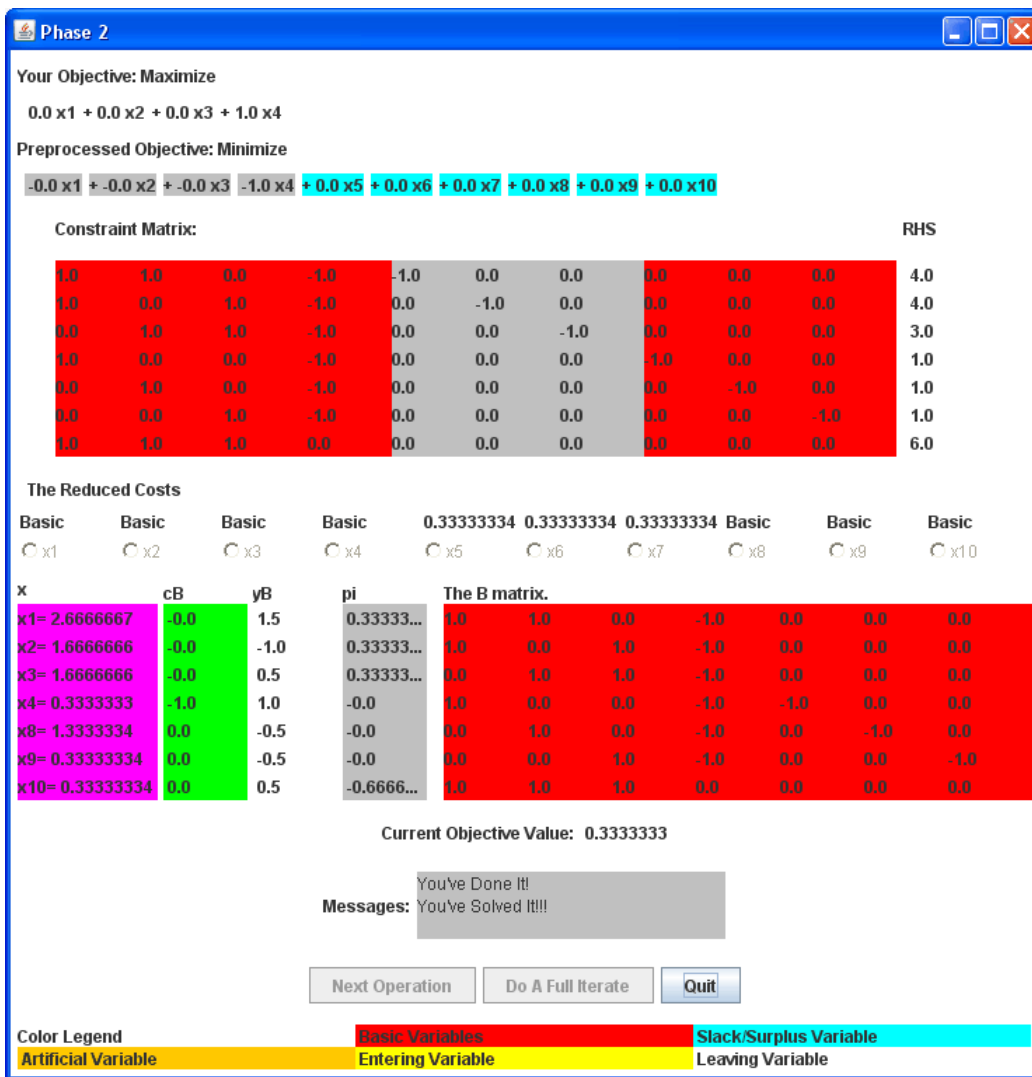 Phase 2
Your Objective: Maximize
0.0 x1 + 0.0 x2 + 0.0 x3 + 1.0 x4
Preprocessed Objective: Minimize
-0.0 x1 + -0.0 x2 + -0.0 x3 -1.0 x4 + 0.0 x5 + 0.0 x6 + 0.0 x7 + 0.0 x8 + 0.0 x9 + 0.0 x10
Constraint Matrix: RHS
1.0 1.0 0.0 -1.0 -1.0 0.0 0.0 0.0 0.0 0.0 4.0
1.0 0.0 1.0 -1.0 0.0 -1.0 0.0 0.0 0.0 0.0 4.0
0.0 1.0 1.0 -1.0 0.0 0.0 -1.0 0.0 0.0 0.0 3.0
1.0 0.0 0.0 -1.0 0.0 0.0 0.0 -1.0 0.0 0.0 1.0
0.0 1.0 0.0 -1.0 0.0 0.0 0.0 0.0 -1.0 0.0 1.0
0.0 0.0 1.0 -1.0 0.0 0.0 0.0 0.0 0.0 -1.0 1.0
1.0 1.0 1.0 0.0 0.0 0.0 0.0 0.0 0.0 0.0 6.0
The Reduced Costs
Basic Basic Basic Basic 0.33333334 0.33333334 0.33333334 Basic Basic Basic
x1 x2 x3 x4 x5 x6 x7 x8 x9 x10
x cB yB pi The B matrix.
x1= 2.6666667 -0.0 1.5 0.33333... 1.0 1.0 0.0 -1.0 0.0 0.0 0.0
x2= 1.6666666 -0.0 -1.0 0.33333... 1.0 0.0 1.0 -1.0 0.0 0.0 0.0
x3= 1.6666666 -0.0 0.5 0.33333... 0.0 1.0 1.0 -1.0 0.0 0.0 0.0
x4= 0.3333333 -1.0 1.0 -0.0 1.0 0.0 0.0 -1.0 -1.0 0.0 0.0
x8= 1.3333334 0.0 -0.5 -0.0 0.0 1.0 0.0 -1.0 0.0 -1.0 0.0
x9= 0.33333334 0.0 -0.5 -0.0 0.0 0.0 1.0 -1.0 0.0 0.0 -1.0
x10= 0.33333334 0.0 0.5 -0.6666... 1.0 1.0 1.0 0.0 0.0 0.0 0.0
Current Objective Value: 0.3333333
You've Done It!
Messages: You've Solved It!!!
Next Operation Do A Full Iterate Quit
Color Legend Basic Variables Slack/Surplus Variable
Artificial Variable Entering Variable Leaving Variable